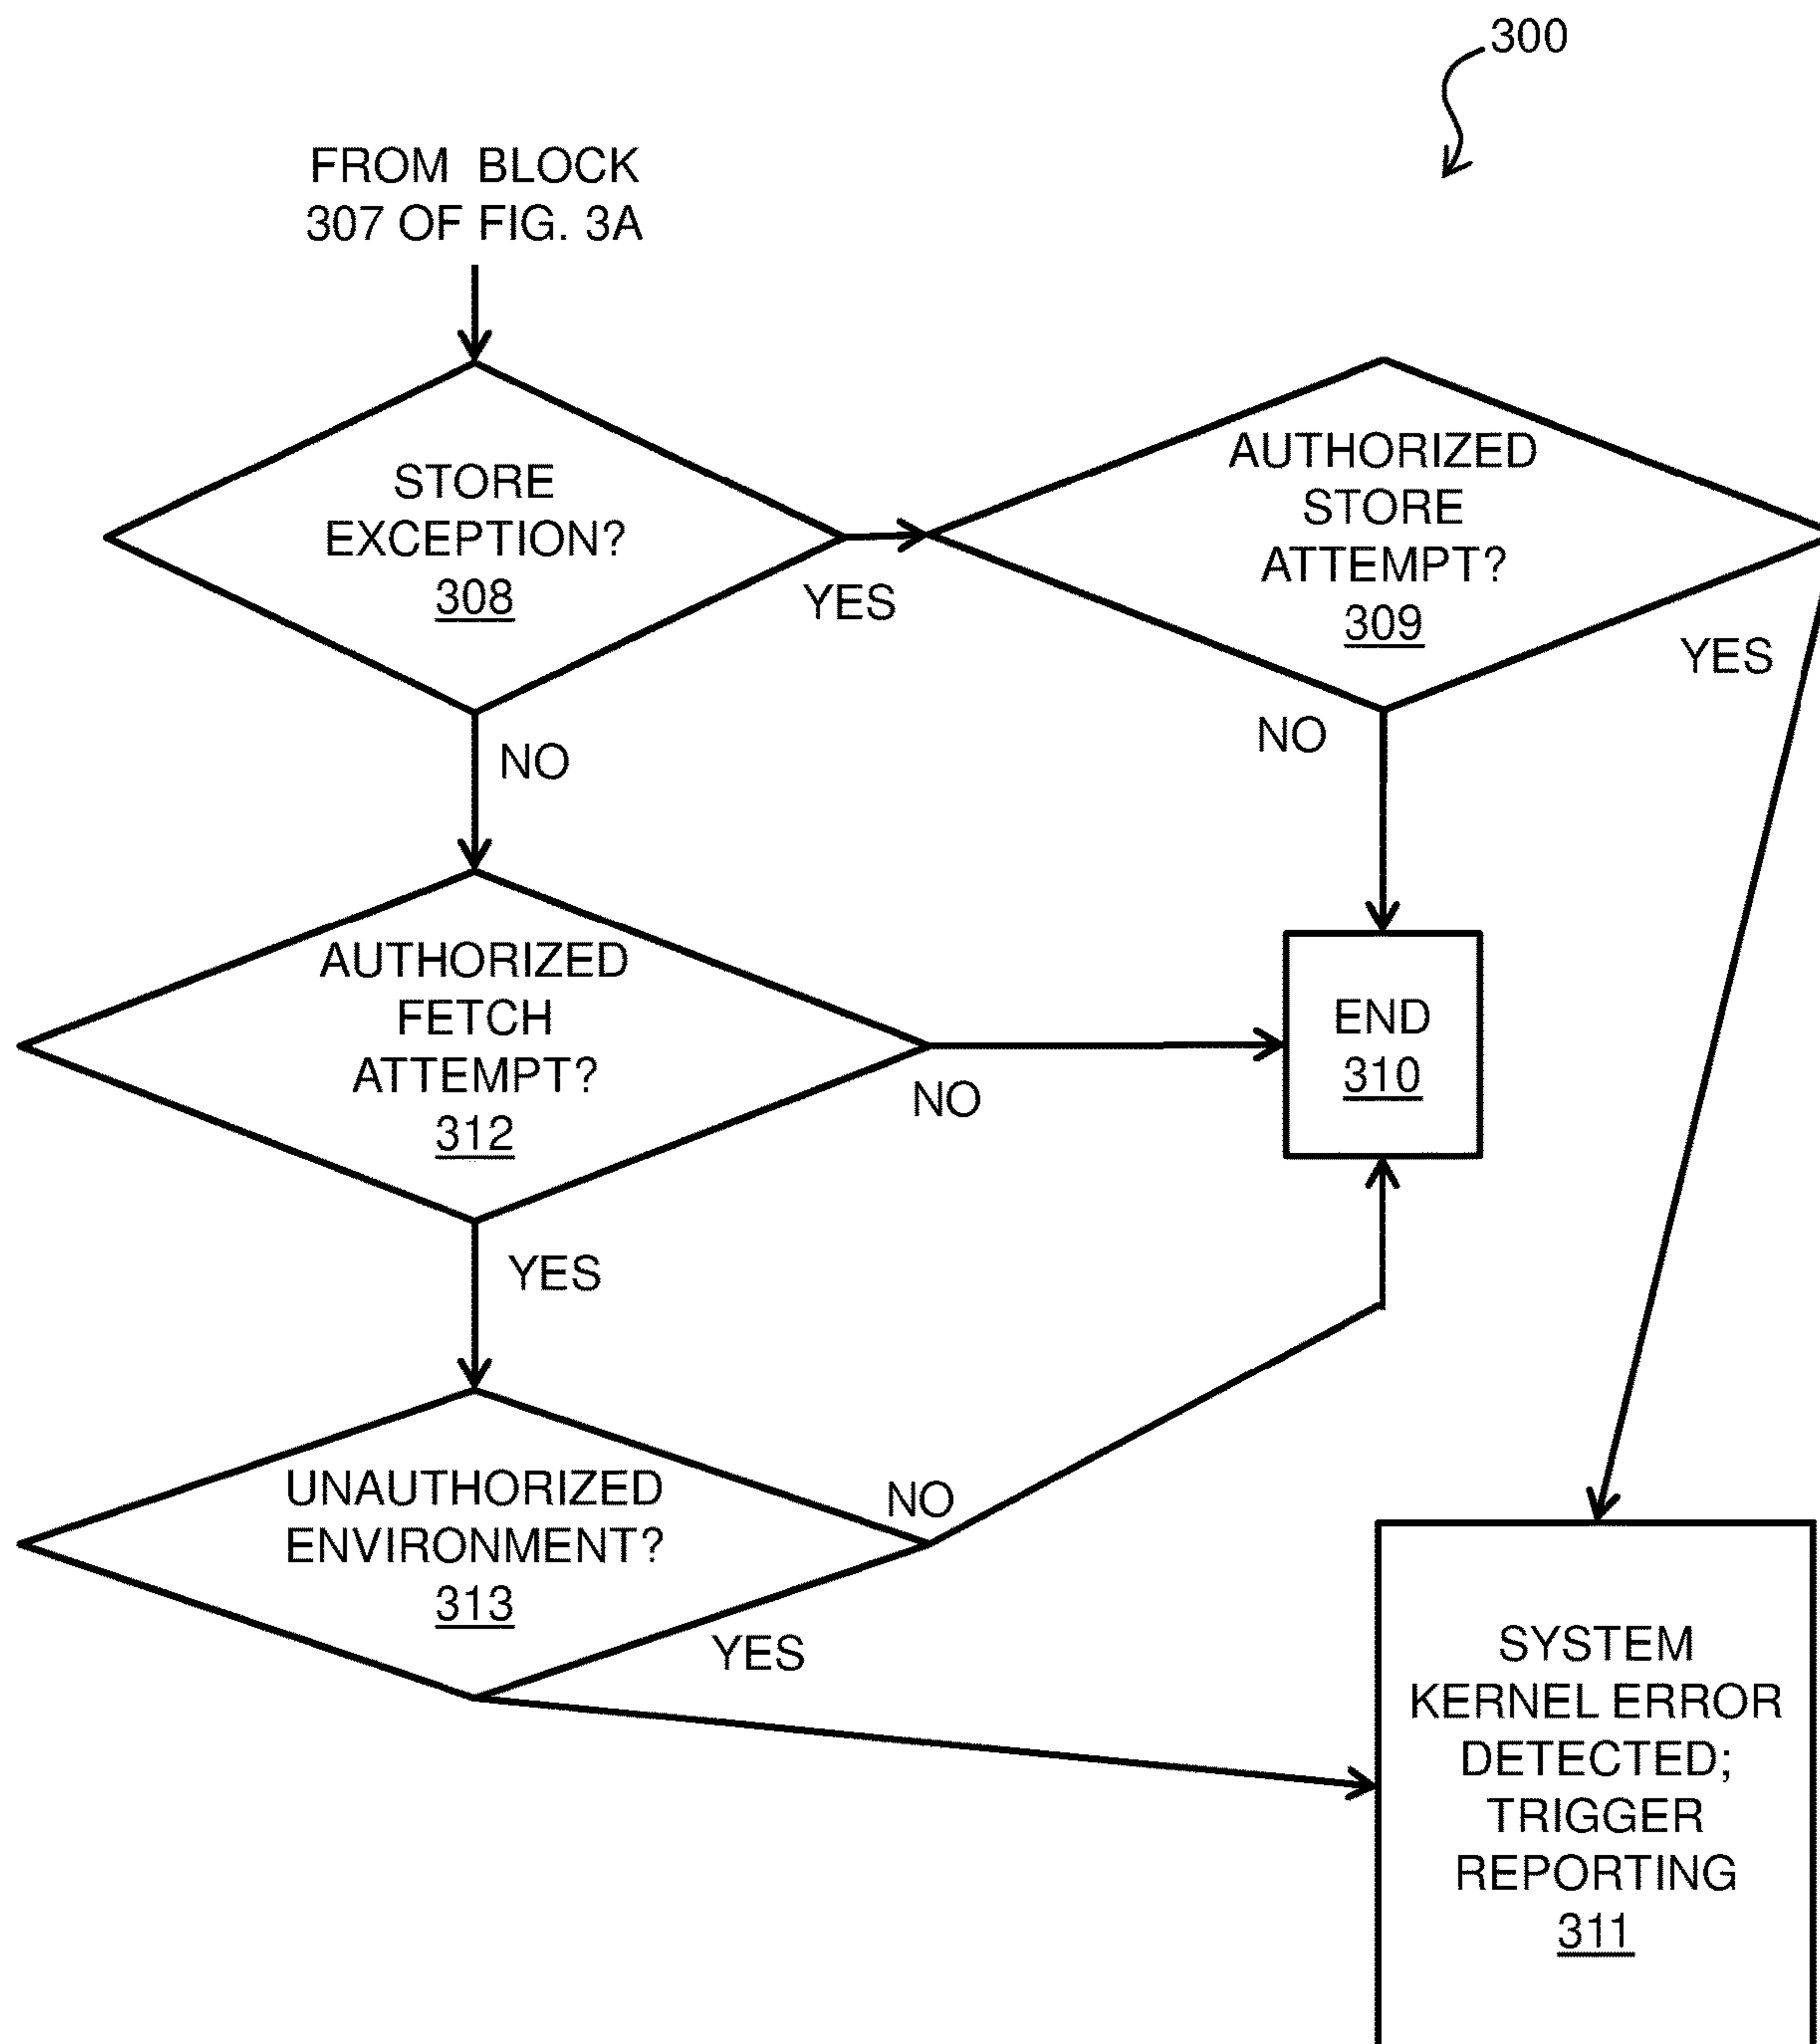 300
FROM BLOCK
307 OF FIG. 3A
STORE
EXCEPTION?
308
YES
NO
AUTHORIZED
STORE
ATTEMPT?
309
YES
NO
AUTHORIZED
FETCH
ATTEMPT?
312
NO
YES
END
310
UNAUTHORIZED
ENVIRONMENT?
313
NO
YES
SYSTEM
KERNEL ERROR
DETECTED;
TRIGGER
REPORTING
311